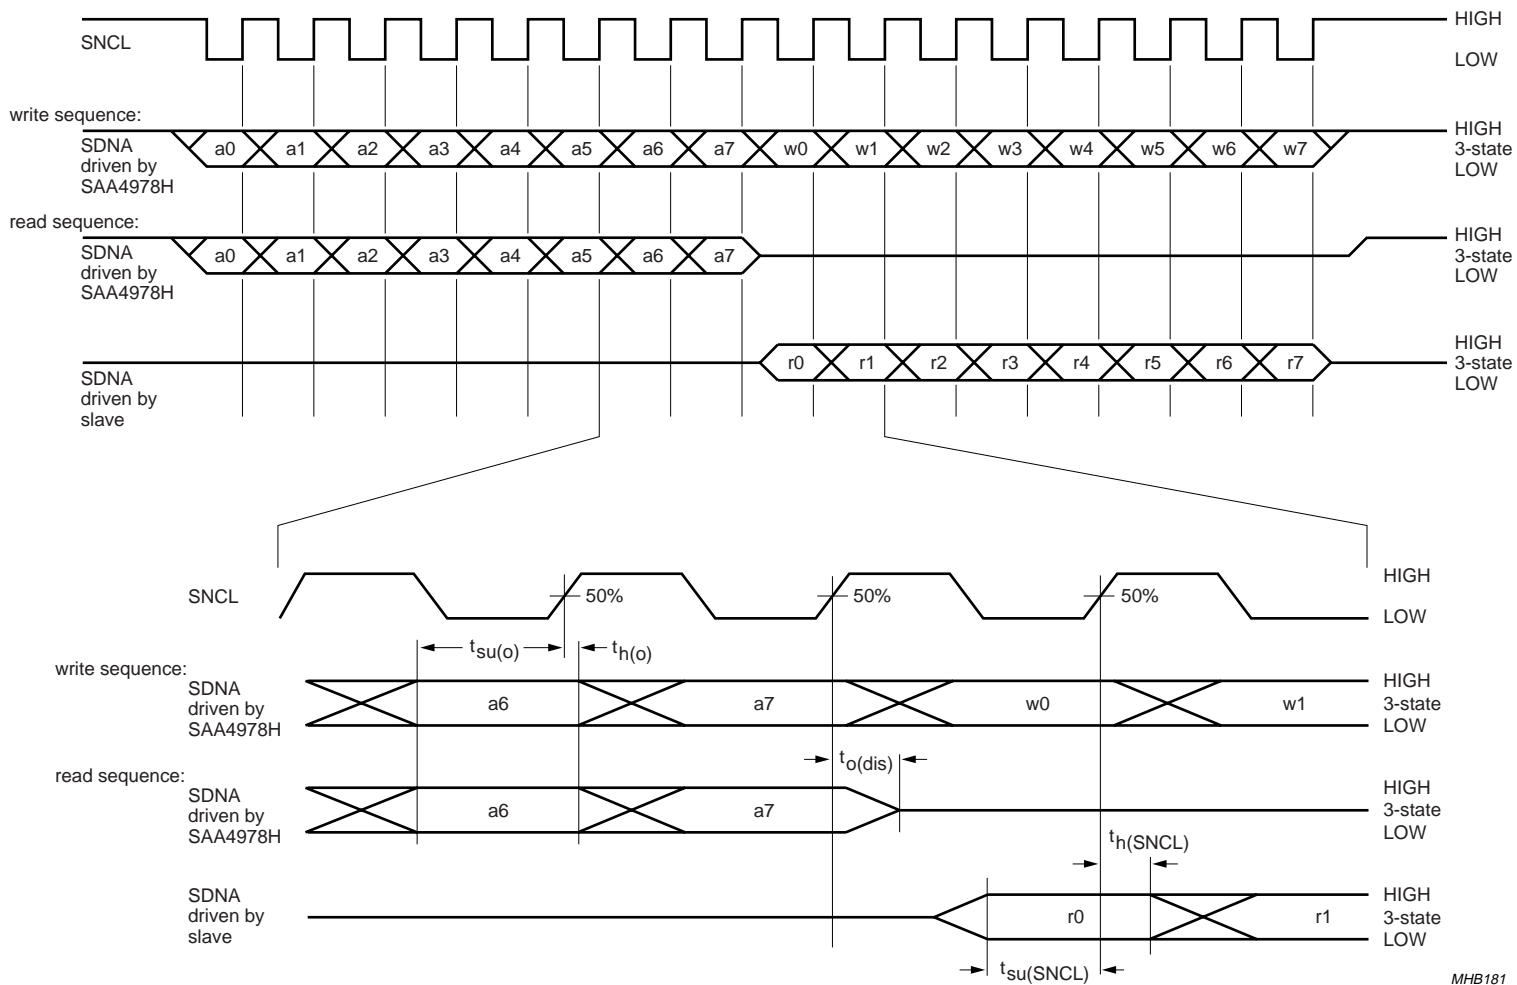 HIGH
SNCL
LOW
write sequence:
SDNA driven by SAA4978H
a0 a1 a2 a3 a4 a5 a6 a7 w0 w1 w2 w3 w4 w5 w6 w7
HIGH
3-state
LOW
read sequence:
SDNA driven by SAA4978H
a0 a1 a2 a3 a4 a5 a6 a7
HIGH
3-state
LOW
SDNA driven by slave
r0 r1 r2 r3 r4 r5 r6 r7
HIGH
3-state
LOW
SNCL
50% 50% 50%
HIGH
LOW
tsu(o) th(o)
write sequence:
SDNA driven by SAA4978H
a6 a7 w0 w1
HIGH
3-state
LOW
to(dis)
read sequence:
SDNA driven by SAA4978H
a6 a7
HIGH
3-state
LOW
th(SNCL)
SDNA driven by slave
r0 r1
HIGH
3-state
LOW
tsu(SNCL)
MHB181